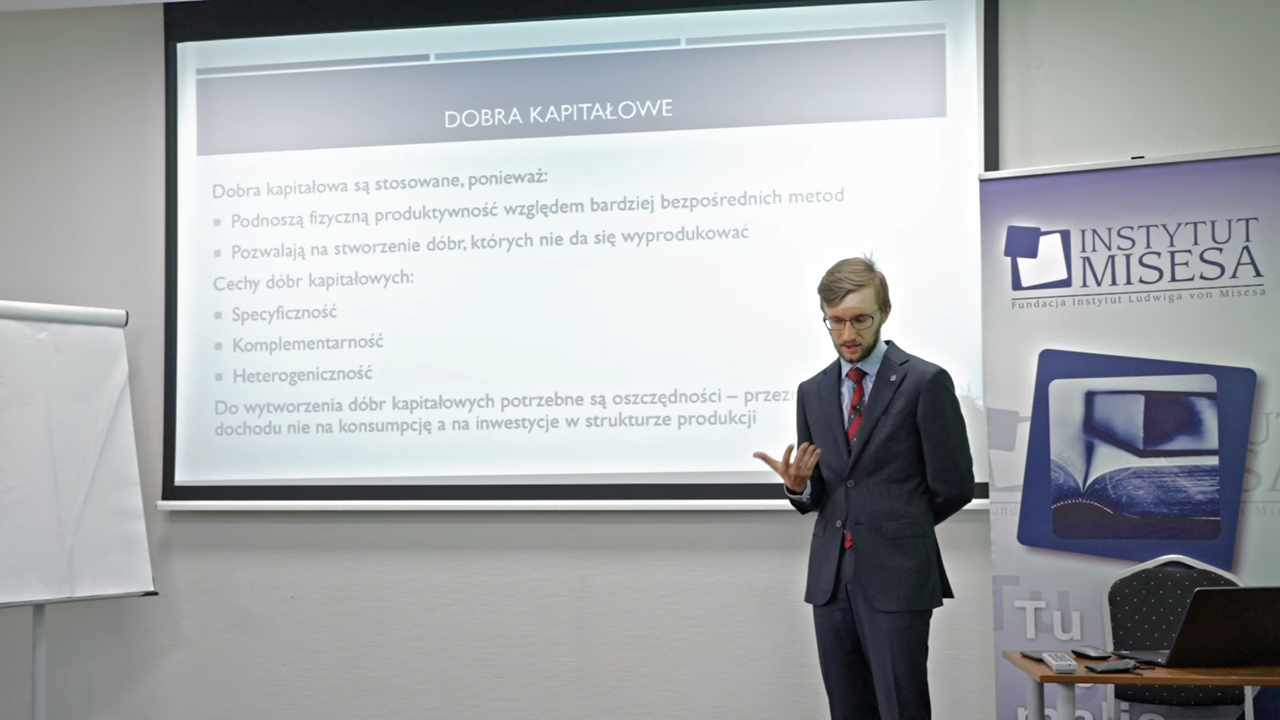 DOBRA KAPITAŁOWE
Dobra kapitałowa są stosowane, ponieważ:
Podnoszą fizyczną produktywność względem bardziej bezpośrednich metod
Pozwalają na stworzenie dóbr, których nie da się wyprodukować
Cechy dóbr kapitałowych:
Specyficzność
Komplementarność
Heterogeniczność
Do wytworzenia dóbr kapitałowych potrzebne są oszczędności –
dochodu nie na konsumpcję a na inwestycje w strukturze produkcji
INSTYTUT
MISESA
Fundacja Instytut Ludwiga von Misesa
Tu